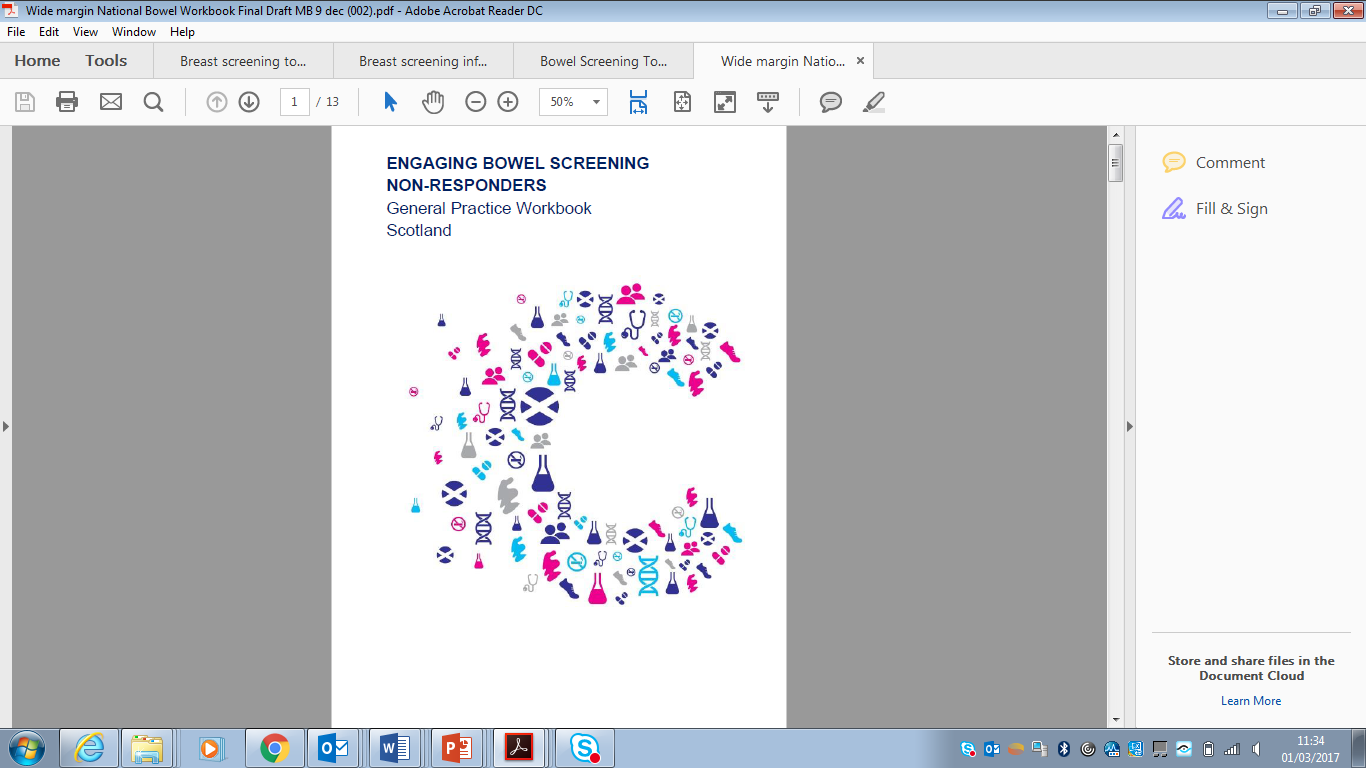 Wide margin National Bowel Workbook Final Draft MB 9 dec (002).pdf - Adobe Acrobat Reader DC
File Edit View Window Help
Home Tools Breast screening to... Breast screening inf... Bowel Screening To... Wide margin Natio... ×
1 / 13 50%
ENGAGING BOWEL SCREENING
NON-RESPONDERS
General Practice Workbook
Scotland
Comment
Fill & Sign
Store and share files in the
Document Cloud
Learn More
11:34
01/03/2017